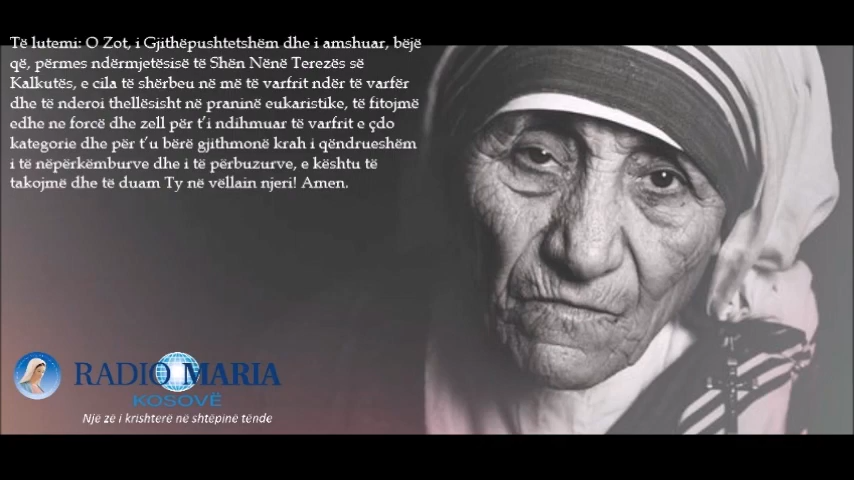 Të lutemi: O Zot, i Gjithëpushtetshëm dhe i amshuar, bëjë
që, përmes ndërmjetësisë të Shën Nënë Terezës së
Kalkutës, e cila të shërbeu në më të varfrit ndër të varfër
dhe të nderoi thellësisht në praninë eukaristike, të fitojmë
edhe ne forcë dhe zell për t'i ndihmuar të varfrit e çdo
kategorie dhe për t'u bërë gjithmonë krah i qëndrueshëm
i të nëpërkëmburve dhe i të përbuzurve, e kështu të
takojmë dhe të duam Ty në vëllain njeri! Amen.
RADIO MARIA
KOSOVË
Një zë i krishterë në shtëpinë tënde